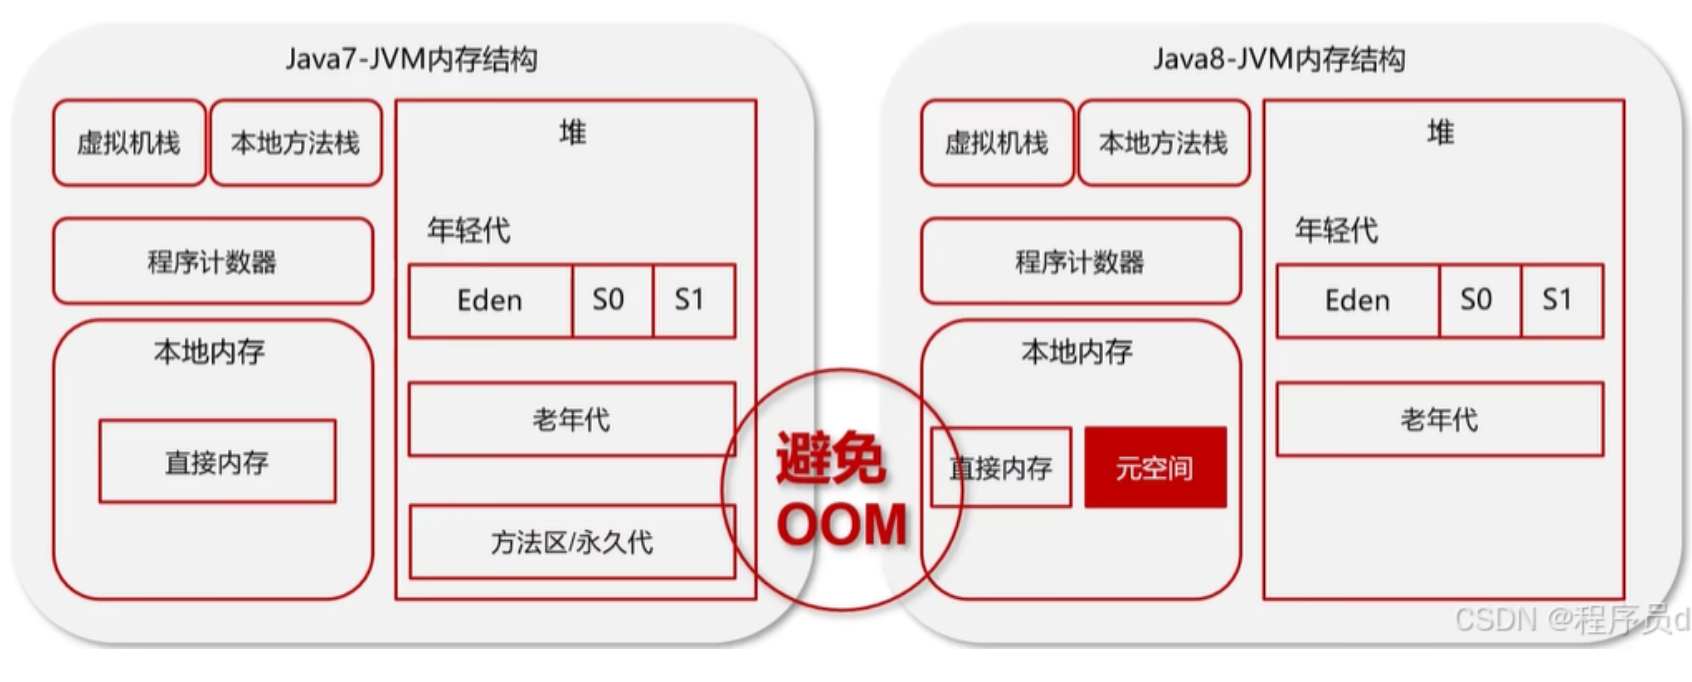 Java7-JVM内存结构
虚拟机栈
本地方法栈
堆
程序计数器
年轻代
Eden
S0
S1
本地内存
直接内存
老年代
方法区/永久代
避免
OOM
Java8-JVM内存结构
虚拟机栈
本地方法栈
堆
程序计数器
年轻代
Eden
S0
S1
本地内存
直接内存
元空间
老年代
CSDN @程序员d